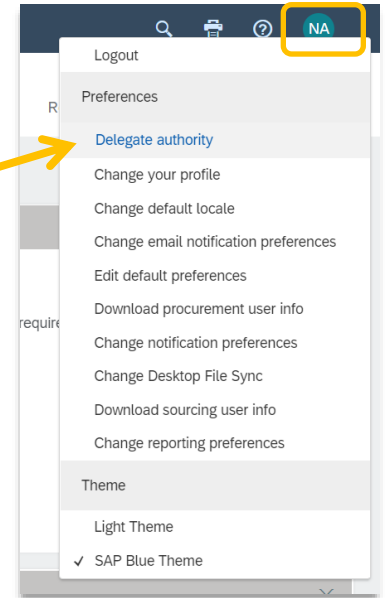 NA
Logout
R
Preferences
Delegate authority
Change your profile
Change default locale
Change email notification preferences
Edit default preferences
Download procurement user info
require
Change notification preferences
Change Desktop File Sync
Download sourcing user info
Change reporting preferences
Theme
Light Theme
✓ SAP Blue Theme